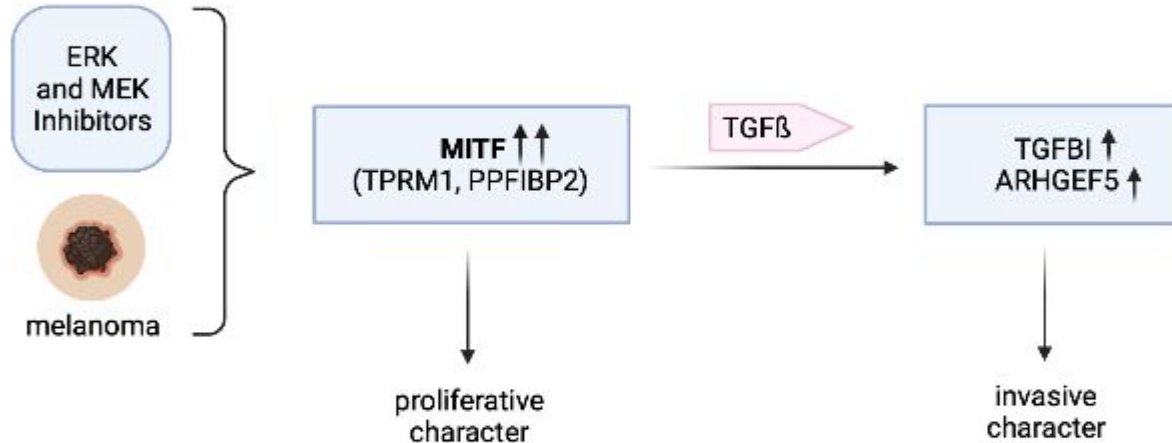 ERK
and MEK
Inhibitors
melanoma
MITF ↑↑
(TPRM1, PPFIBP2)
proliferative
character
TGFß
TGFBI ↑
ARHGEF5 ↑
invasive
character